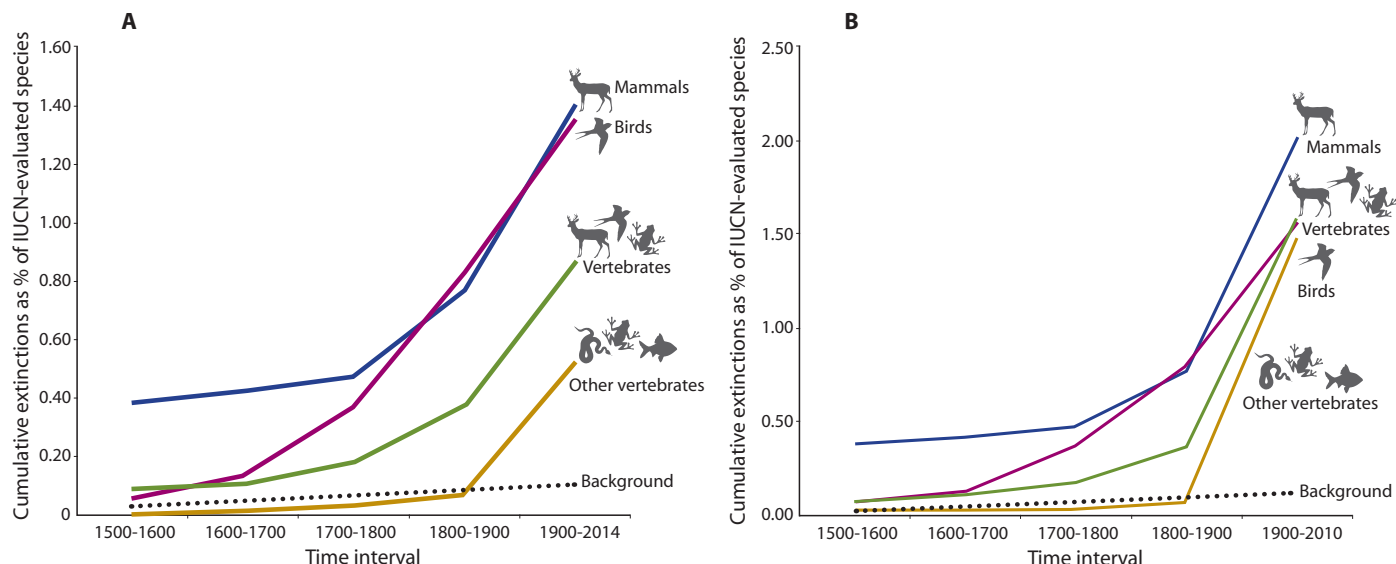 A
Cumulative extinctions as % of IUCN-evaluated species
1.60
1.40
1.20
1.00
0.80
0.60
0.40
0.20
0
Mammals
Birds
Vertebrates
Other vertebrates
Background
1500-1600
1600-1700
1700-1800
1800-1900
1900-2014
Time interval
B
Cumulative extinctions as % of IUCN-evaluated species
2.50
2.00
1.50
1.00
0.50
0.00
Mammals
Vertebrates
Birds
Other vertebrates
Background
1500-1600
1600-1700
1700-1800
1800-1900
1900-2010
Time interval